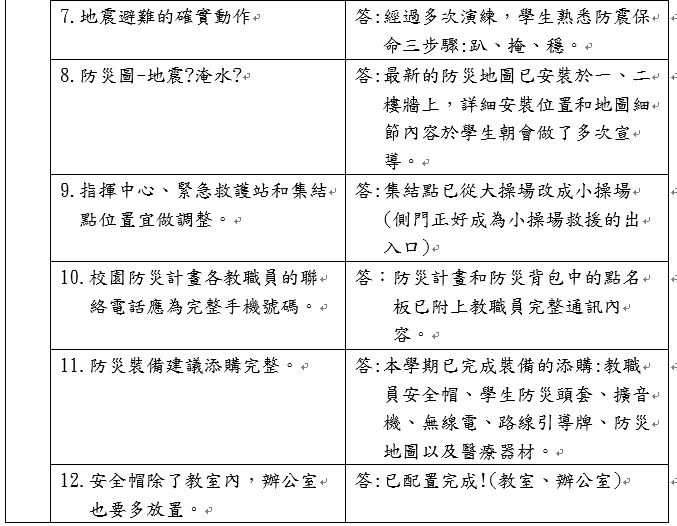 7.地震避難的確實動作
答:經過多次演練，學生熟悉防震保
命三步驟:趴、掩、穩。
8.防災圖-地震?淹水?
答:最新的防災地圖已安裝於一、二
樓牆上，詳細安裝位置和地圖細
節內容於學生朝會做了多次宣
導。
9.指揮中心、緊急救護站和集結
點位置宜做調整。
答:集結點已從大操場改成小操場
(側門正好成為小操場救援的出
入口)
10.校園防災計畫各教職員的聯
絡電話應為完整手機號碼。
答：防災計畫和防災背包中的點名
板已附上教職員完整通訊內
容。
11.防災裝備建議添購完整。
答:本學期已完成裝備的添購:教職
員安全帽、學生防災頭套、擴音
機、無線電、路線引導牌、防災
地圖以及醫療器材。
12.安全帽除了教室內，辦公室
也要多放置。
答:已配置完成!(教室、辦公室)